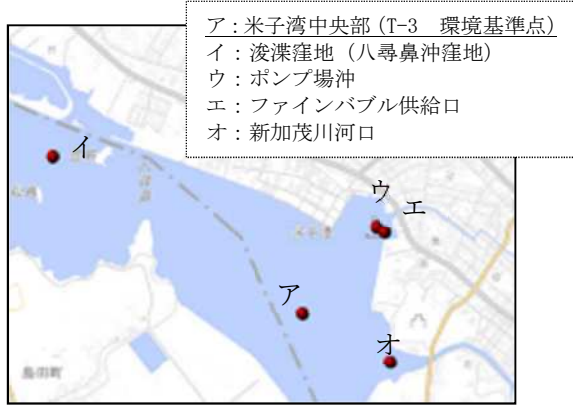 ア：米子湾中央部(T-3　環境基準点)
イ：浚渫窪地（八尋鼻沖窪地）
ウ：ポンプ場沖
エ：ファインバブル供給口
オ：新加茂川河口
イ
ウ
エ
ア
オ
島田町